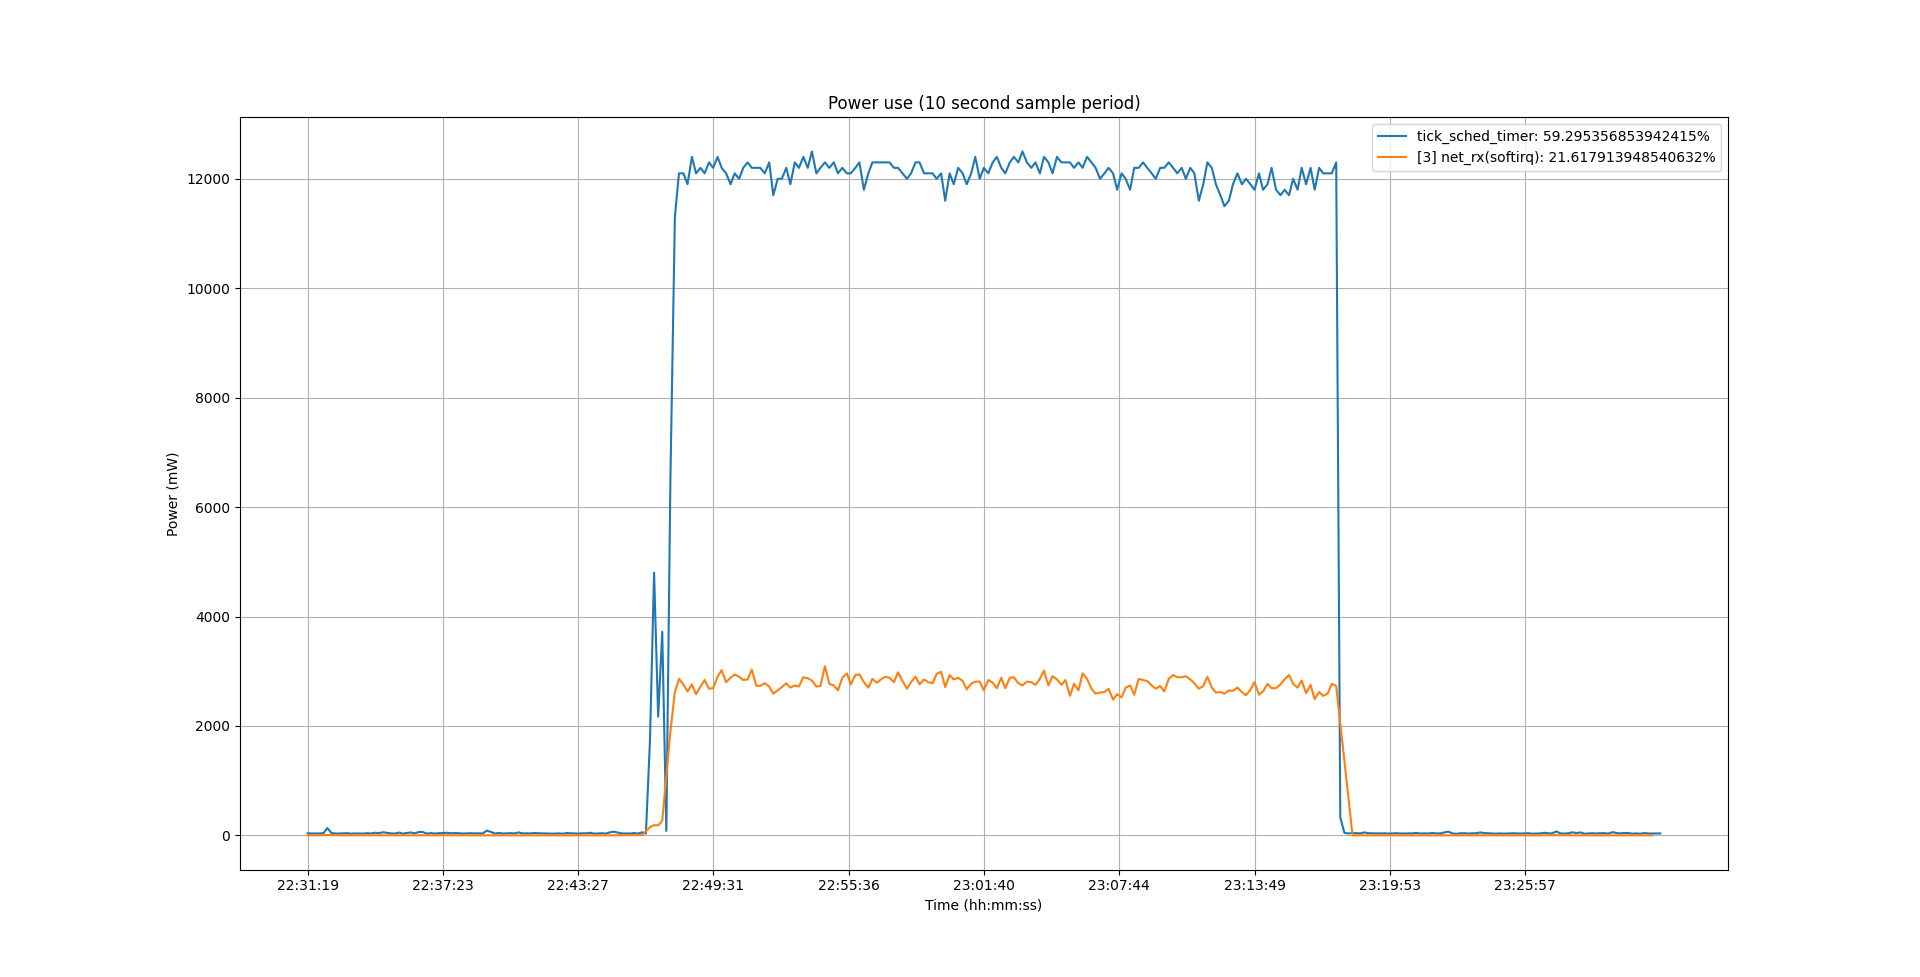 Power use (10 second sample period)
tick_sched_timer: 59.295356853942415%
[3] net_rx(softirq): 21.617913948540632%
12000
10000
8000
6000
4000
2000
0
Power (mW)
22:31:19 22:37:23 22:43:27 22:49:31 22:55:36 23:01:40 23:07:44 23:13:49 23:19:53 23:25:57
Time (hh:mm:ss)